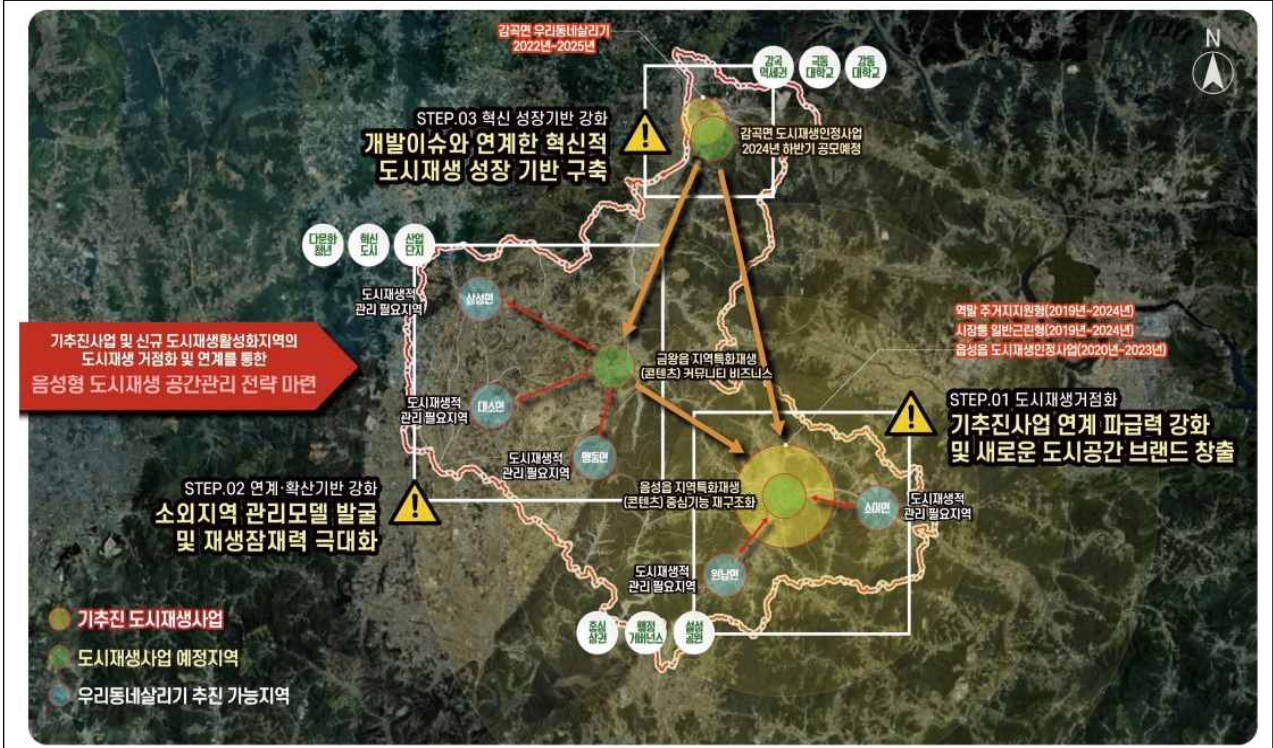 감곡면 우리동네살리기
2022년~2025년
N
감곡
역세권
극동
대학교
강동
대학교
STEP.03 혁신 성장기반 강화
개발이슈와 연계한 혁신적
도시재생 성장 기반 구축
감곡면 도시재생인정사업
2024년 하반기 공모예정
다문화
청년
혁신
도시
산업
단지
도시재생적
관리 필요지역
삼성면
역말 주거지지원형(2019년~2024년)
시장통 일반근린형(2019년~2024년)
음성읍 도시재생인정사업(2020년~2023년)
기추진사업 및 신규 도시재생활성화지역의
도시재생 거점화 및 연계를 통한
음성형 도시재생 공간관리 전략 마련
금왕읍 지역특화재생
(콘텐츠) 커뮤니티 비즈니스
도시재생적
관리 필요지역
대소면
도시재생적
관리 필요지역
맹동면
STEP.01 도시재생거점화
기추진사업 연계 파급력 강화
및 새로운 도시공간 브랜드 창출
STEP.02 연계·확산기반 강화
소외지역 관리모델 발굴
및 재생잠재력 극대화
음성읍 지역특화재생
(콘텐츠) 중심기능 재구조화
소이면
도시재생적
관리 필요지역
도시재생적
관리 필요지역
원남면
중심
상권
행정
거버넌스
설성
공원
기추진 도시재생사업
도시재생사업 예정지역
우리동네살리기 추진 가능지역